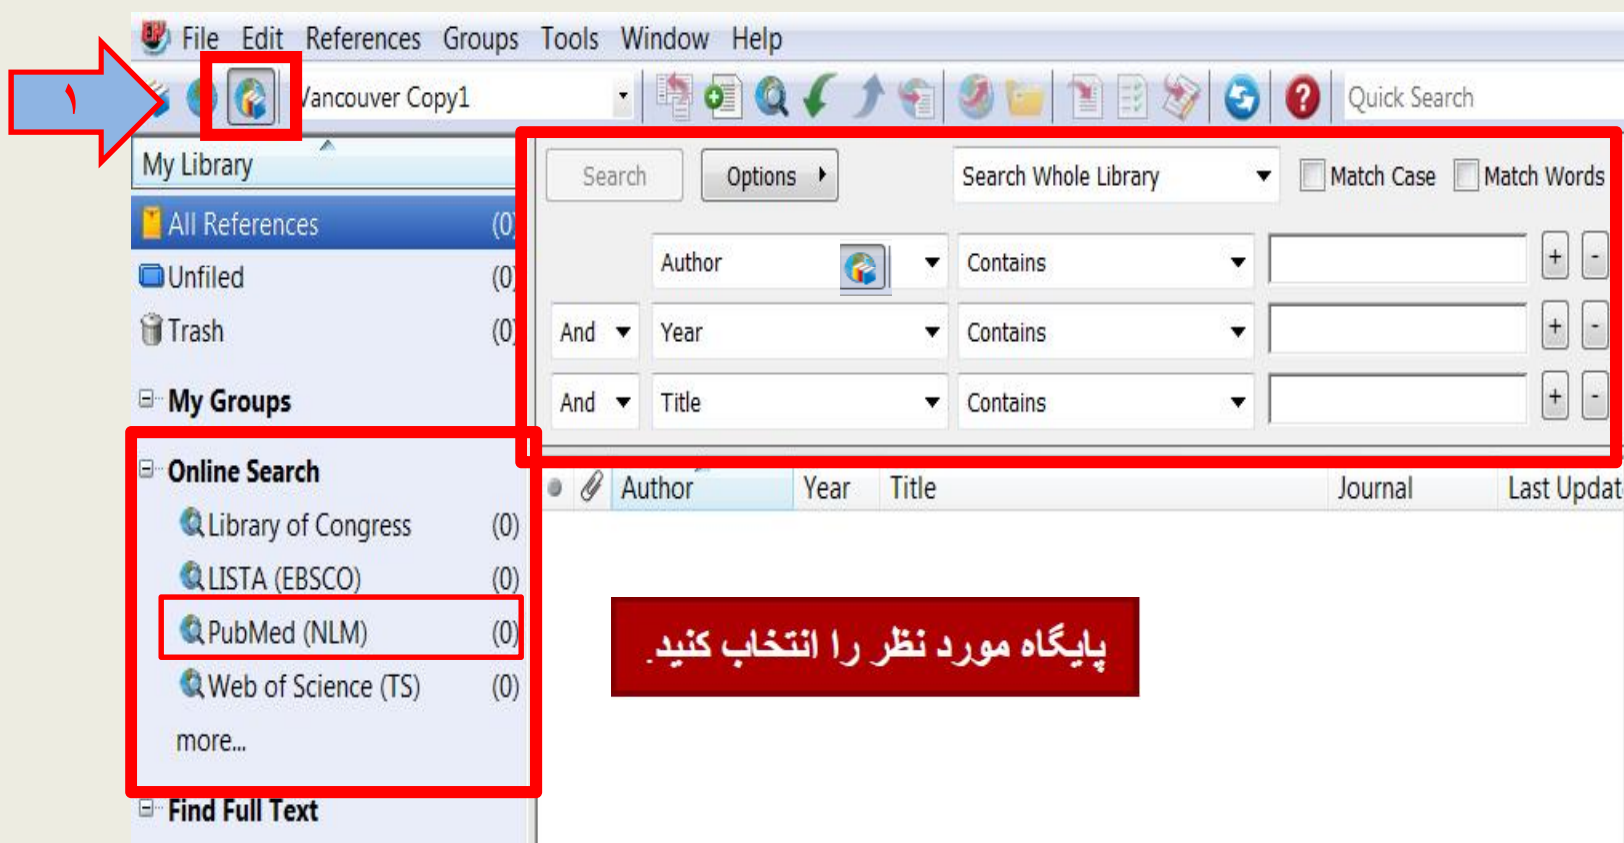 File Edit References Groups Tools Window Help
۱
Vancouver Copy1
Quick Search
My Library
Search Options Search Whole Library Match Case Match Words
All References (0)
Author Contains + -
Unfiled (0)
Trash (0)
And Year Contains + -
My Groups
And Title Contains + -
Online Search
Author Year Title Journal Last Updat
Library of Congress (0)
LISTA (EBSCO) (0)
PubMed (NLM) (0)
پایگاه مورد نظر را انتخاب کنید.
Web of Science (TS) (0)
more...
Find Full Text